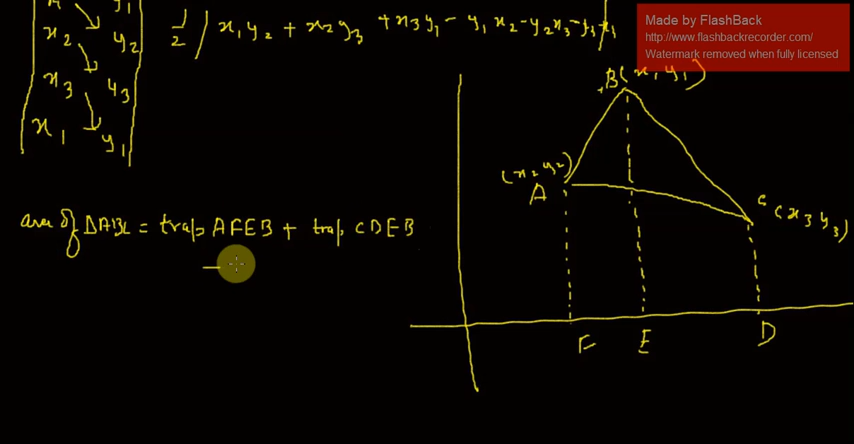 y₁
x₂ y₂
x₃ y₃
x₁ y₁
1/2 | x₁y₂ + x₂y₃ + x₃y₁ - y₁x₂ - y₂x₃ - y₃x₁ |
Made by FlashBack
http://www.flashbackrecorder.com/
Watermark removed when fully licensed
B(x, y₁)
(x₂ y₂)
A
C (x₃ y₃)
area of ΔABC = trap. AFEB + trap. CDEB
-
F E D